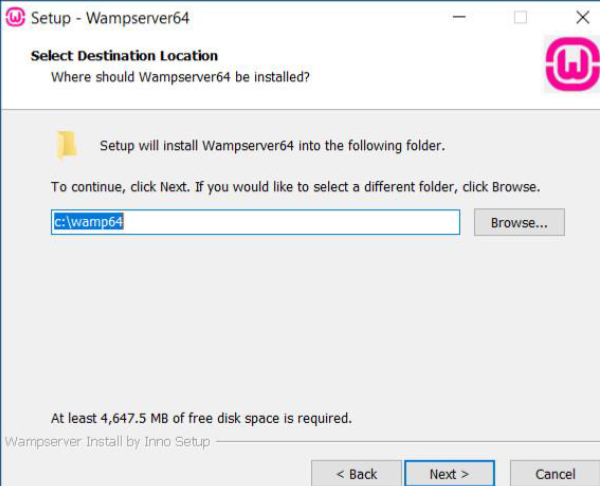 Setup - Wampserver64
Select Destination Location
Where should Wampserver64 be installed?
Setup will install Wampserver64 into the following folder.
To continue, click Next. If you would like to select a different folder, click Browse.
c:\wamp64
Browse...
At least 4,647.5 MB of free disk space is required.
Wampserver Install by Inno Setup
< Back
Next >
Cancel